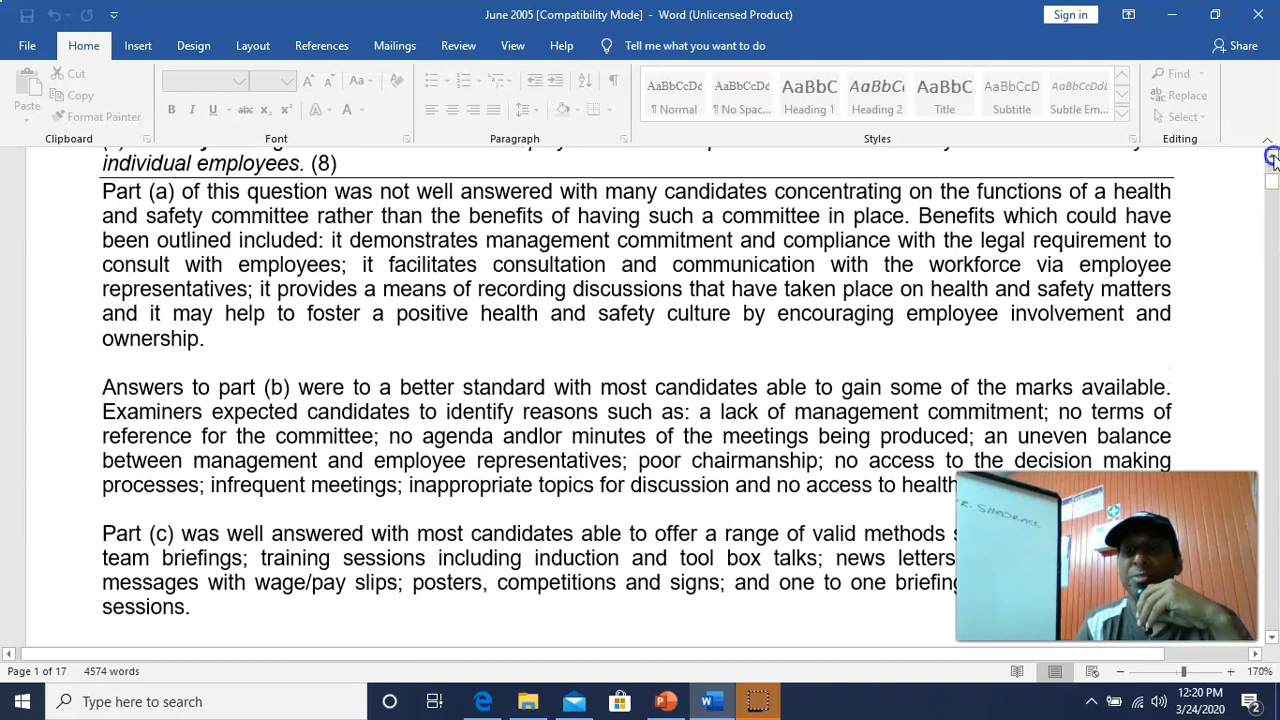 June 2005 [Compatibility Mode] - Word (Unlicensed Product)
Sign in
File Home Insert Design Layout References Mailings Review View Help Tell me what you want to do Share
Paste Cut Copy Format Painter
Aa
B I U abc x₂ x² A A
AaBbCcDd ¶ Normal
AaBbCcDd ¶ No Spac...
AaBbC Heading 1
AaBbCc Heading 2
AaBbC Title
AaBbCcD Subtitle
AaBbCcDd Subtle Em...
Find Replace Select
Clipboard Font Paragraph Styles Editing
individual employees. (8)
Part (a) of this question was not well answered with many candidates concentrating on the functions of a health
and safety committee rather than the benefits of having such a committee in place. Benefits which could have
been outlined included: it demonstrates management commitment and compliance with the legal requirement to
consult with employees; it facilitates consultation and communication with the workforce via employee
representatives; it provides a means of recording discussions that have taken place on health and safety matters
and it may help to foster a positive health and safety culture by encouraging employee involvement and
ownership.
Answers to part (b) were to a better standard with most candidates able to gain some of the marks available.
Examiners expected candidates to identify reasons such as: a lack of management commitment; no terms of
reference for the committee; no agenda andlor minutes of the meetings being produced; an uneven balance
between management and employee representatives; poor chairmanship; no access to the decision making
processes; infrequent meetings; inappropriate topics for discussion and no access to health
Part (c) was well answered with most candidates able to offer a range of valid methods
team briefings; training sessions including induction and tool box talks; news letters
messages with wage/pay slips; posters, competitions and signs; and one to one briefing
sessions.
SHADRACK
Page 1 of 17 4574 words
170%
Type here to search
12:20 PM
3/24/2020
2